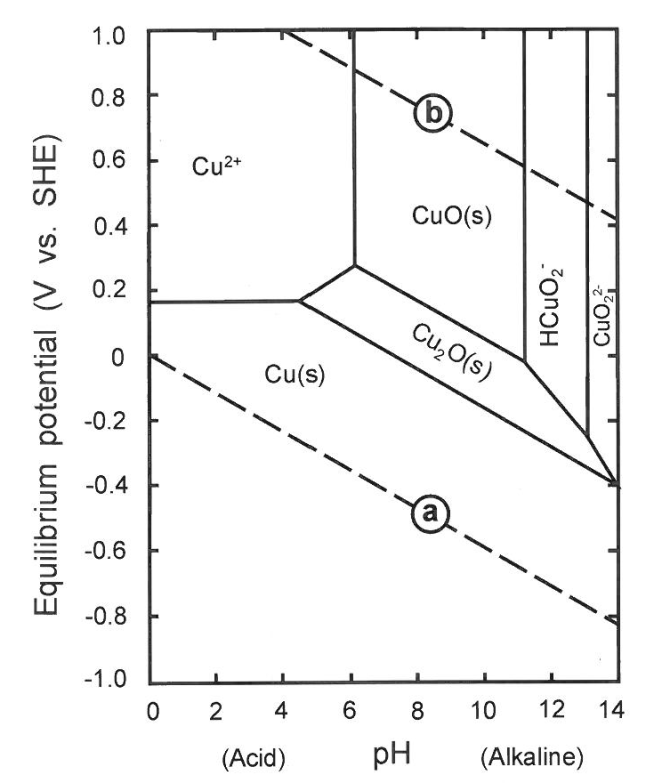 Equilibrium potential (V vs. SHE)
1.0
0.8
0.6
0.4
0.2
0
-0.2
-0.4
-0.6
-0.8
-1.0
Cu²⁺
b
CuO(s)
HCuO₂⁻
CuO₂²⁻
Cu₂O(s)
Cu(s)
a
0 2 4 6 8 10 12 14
(Acid) pH (Alkaline)